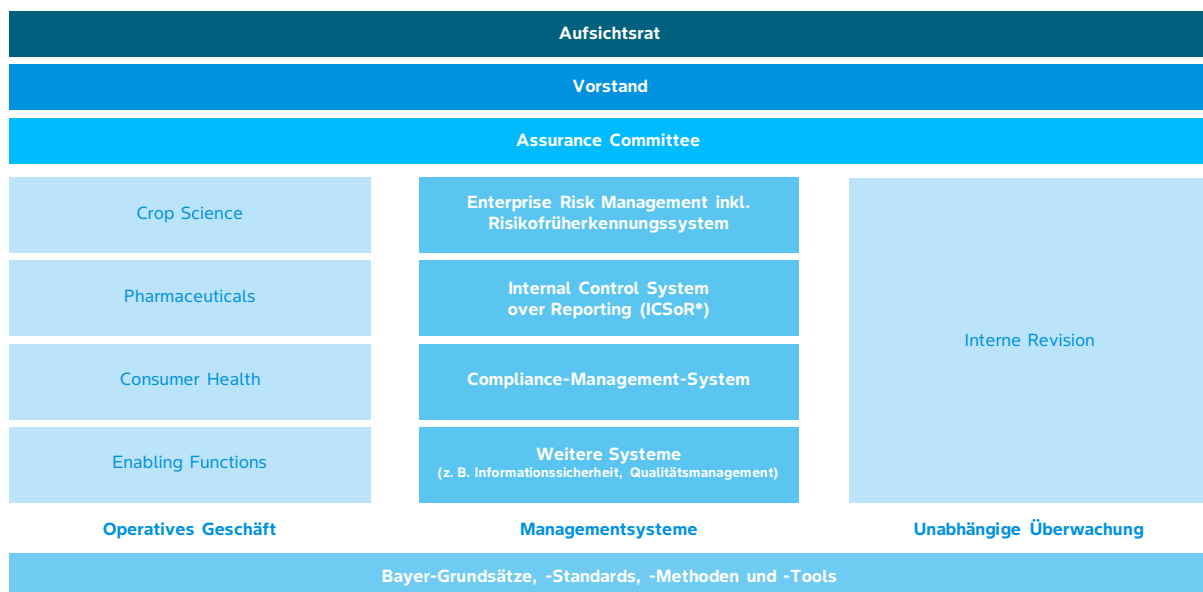 Aufsichtsrat
Vorstand
Assurance Committee
Crop Science
Pharmaceuticals
Consumer Health
Enabling Functions
Operatives Geschäft
Enterprise Risk Management inkl.
Risikofrüherkennungssystem
Internal Control System
over Reporting (ICSoR*)
Compliance-Management-System
Weitere Systeme
(z. B. Informationssicherheit, Qualitätsmanagement)
Managementsysteme
Interne Revision
Unabhängige Überwachung
Bayer-Grundsätze, -Standards, -Methoden und -Tools